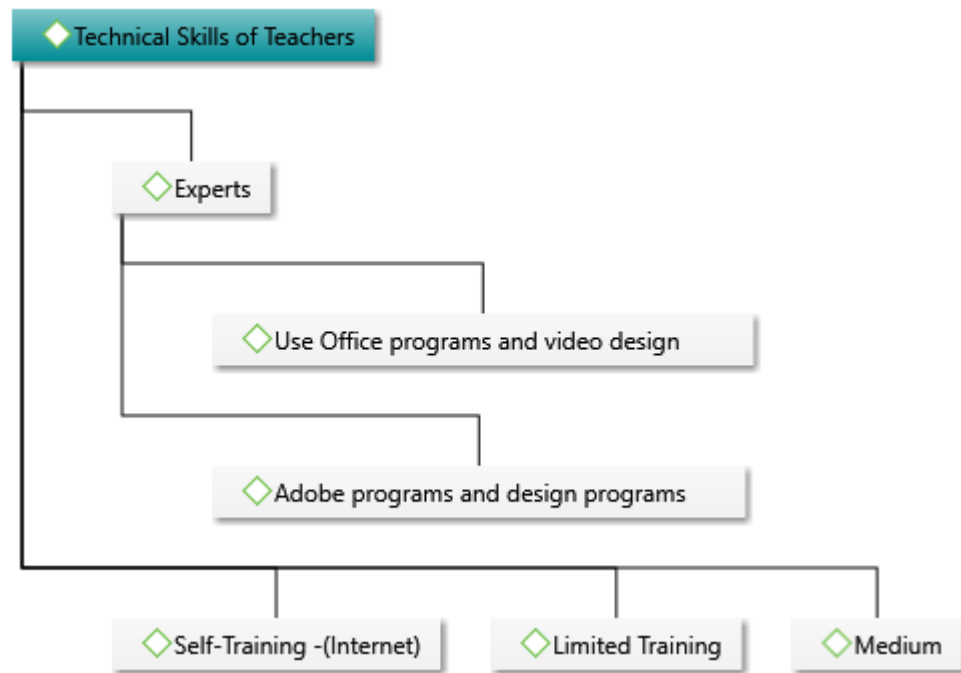 Technical Skills of Teachers
Experts
Use Office programs and video design
Adobe programs and design programs
Self-Training -(Internet)
Limited Training
Medium